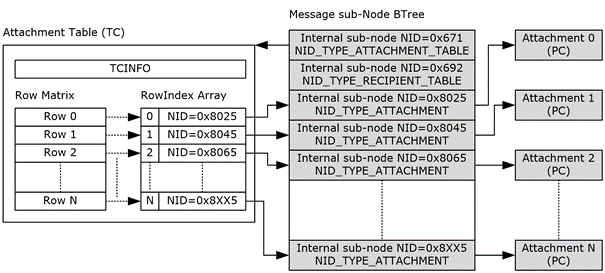 Message sub-Node BTree
Attachment Table (TC)
TCINFO
Row Matrix
RowIndex Array
Row 0
0
NID=0x8025
Row 1
1
NID=0x8045
Row 2
2
NID=0x8065
Row N
N
NID=0x8XX5
Internal sub-node NID=0x671
NID_TYPE_ATTACHMENT_TABLE
Internal sub-node NID=0x692
NID_TYPE_RECIPIENT_TABLE
Internal sub-node NID=0x8025
NID_TYPE_ATTACHMENT
Internal sub-node NID=0x8045
NID_TYPE_ATTACHMENT
Internal sub-node NID=0x8065
NID_TYPE_ATTACHMENT
Internal sub-node NID=0x8XX5
NID_TYPE_ATTACHMENT
Attachment 0
(PC)
Attachment 1
(PC)
Attachment 2
(PC)
Attachment N
(PC)